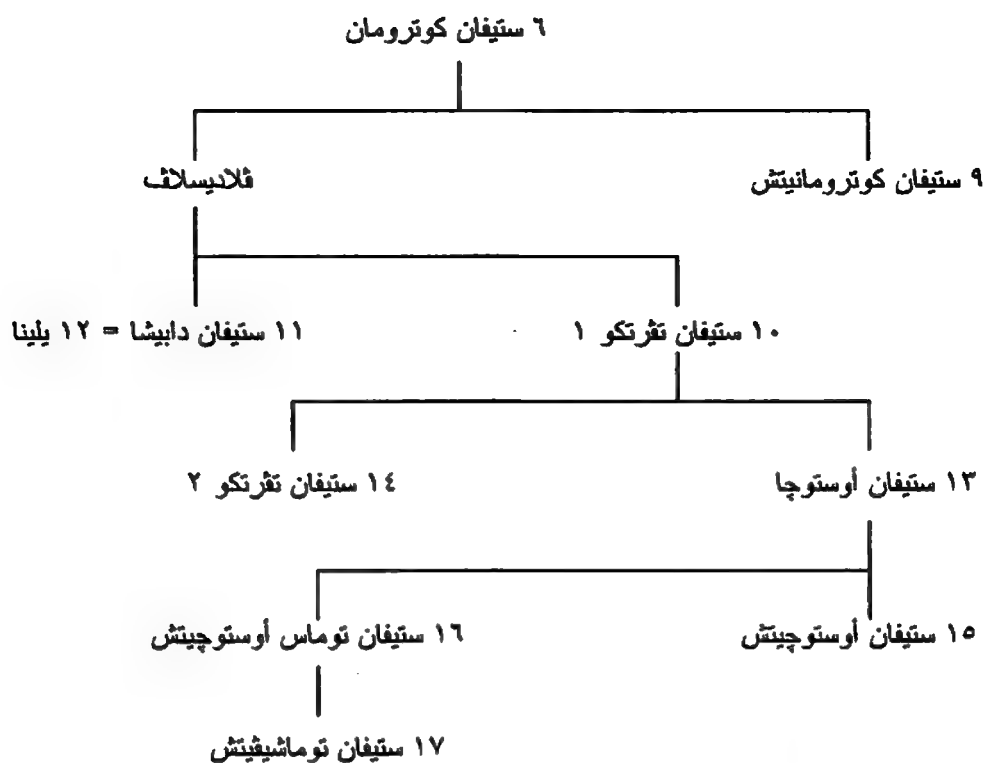 ٦ ستيفان كوترومان
٩ ستيفان كوترومانيتش
ڤلاديسلاڤ
١٠ ستيفان تڤرتكو ١
١١ ستيفان دابيشا = ١٢ يلينا
١٣ ستيفان أوستوچا
١٤ ستيفان تڤرتكو ٢
١٥ ستيفان أوستوچيتش
١٦ ستيفان توماس أوستوچيتش
١٧ ستيفان توماشيڤيتش